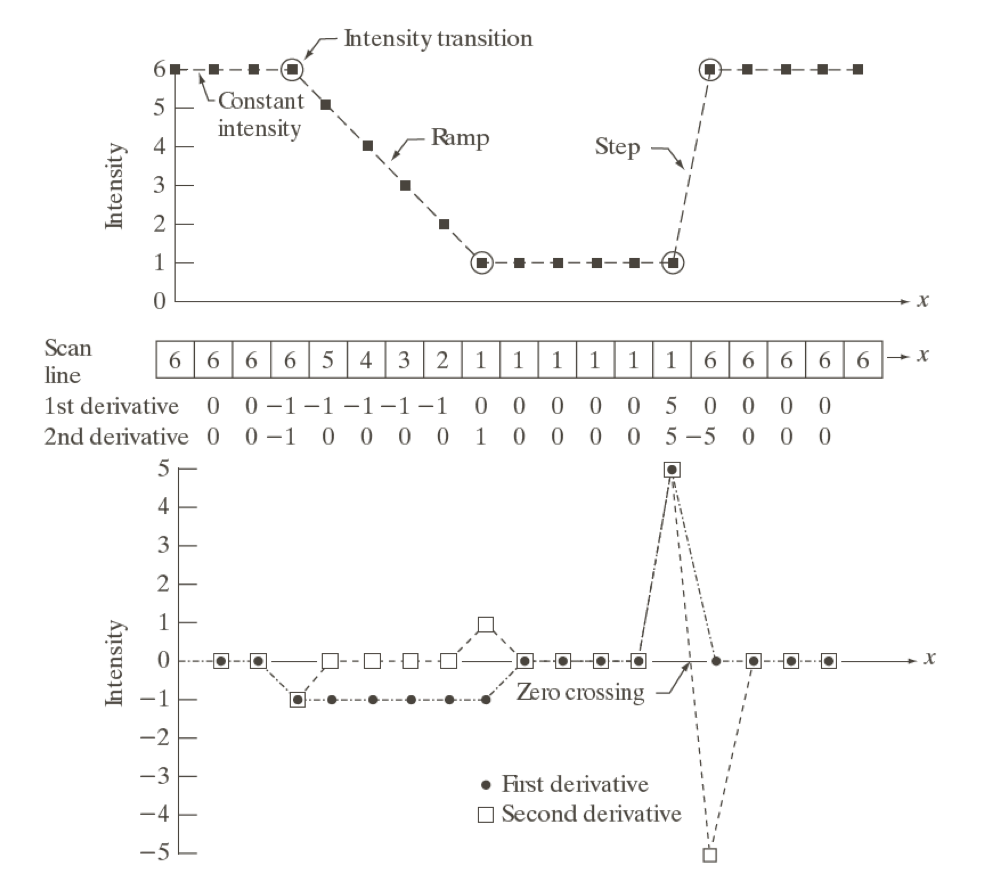 Intensity transition
6
Constant
intensity
5
Ramp
4
Step
3
2
1
0
x
Intensity
Scan
line
6 6 6 6 5 4 3 2 1 1 1 1 1 1 6 6 6 6 6 x
1st derivative 0 0 −1 −1 −1 −1 −1 0 0 0 0 0 5 0 0 0 0
2nd derivative 0 0 −1 0 0 0 0 1 0 0 0 0 5 −5 0 0 0
5
4
3
2
1
0
x
Zero crossing
−1
−2
−3
−4
−5
Intensity
First derivative
Second derivative